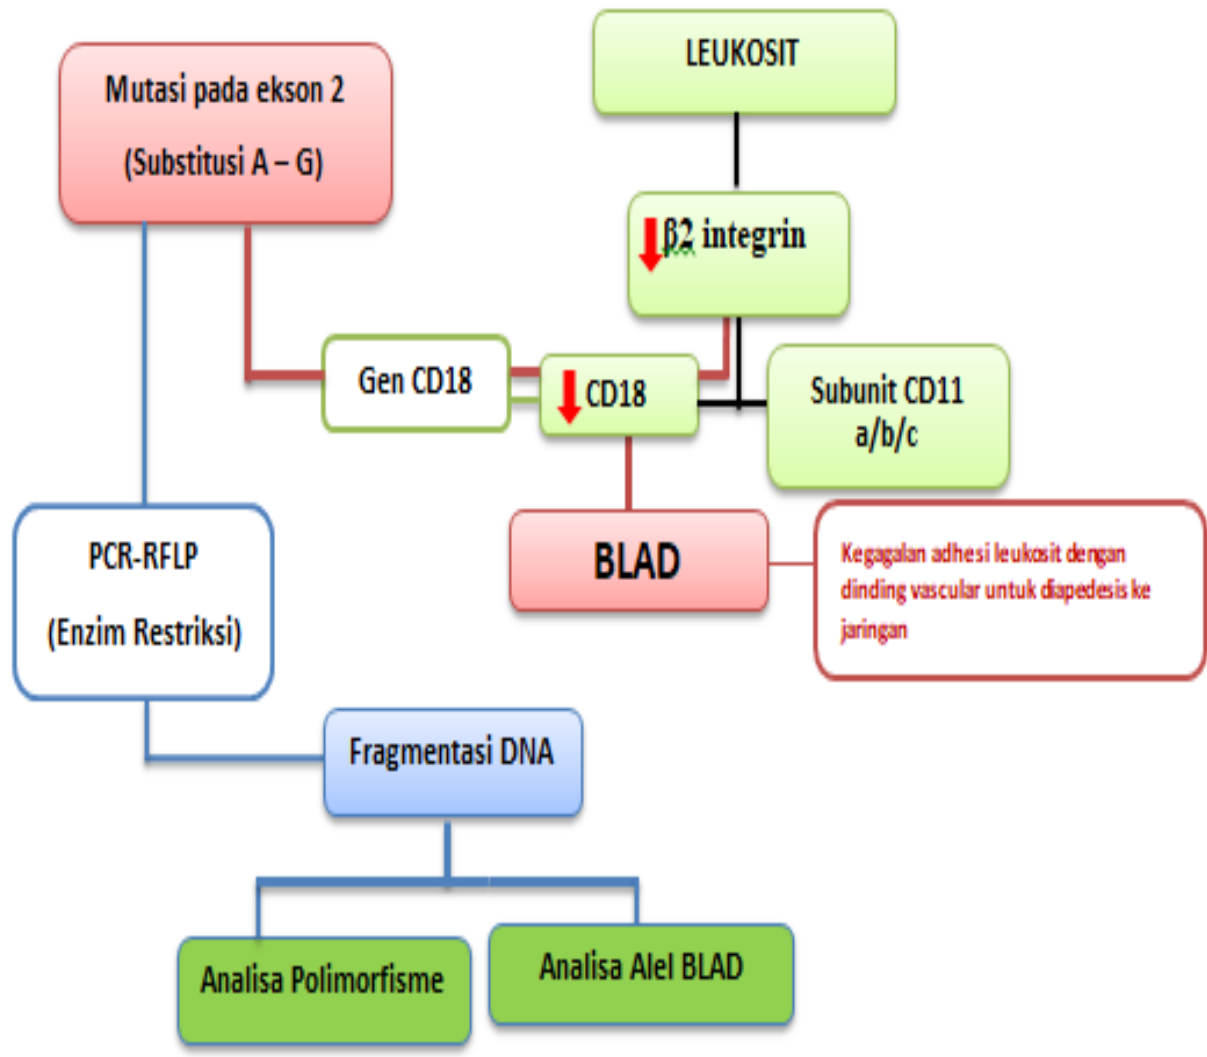 LEUKOSIT
Mutasi pada ekson 2
(Substitusi A – G)
β2 integrin
Gen CD18
CD18
Subunit CD11
a/b/c
PCR-RFLP
(Enzim Restriksi)
BLAD
Kegagalan adhesi leukosit dengan
dinding vascular untuk diapedesis ke
jaringan
Fragmentasi DNA
Analisa Polimorfisme
Analisa Alel BLAD